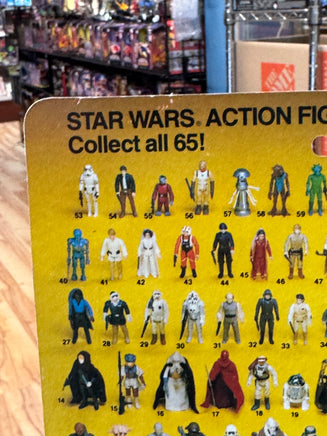 STAR WARS. ACTION FIG
Collect all 65!
53 54 55 56 57 58 59
40 41 42 43 44 45 46 47
27 28 29 30 31 32 33 34
14 15 16 17 18 19